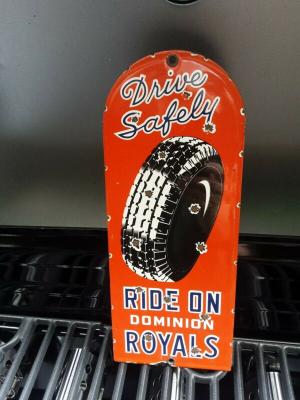 Drive
Safely
RIDE ON
DOMINION
ROYALS